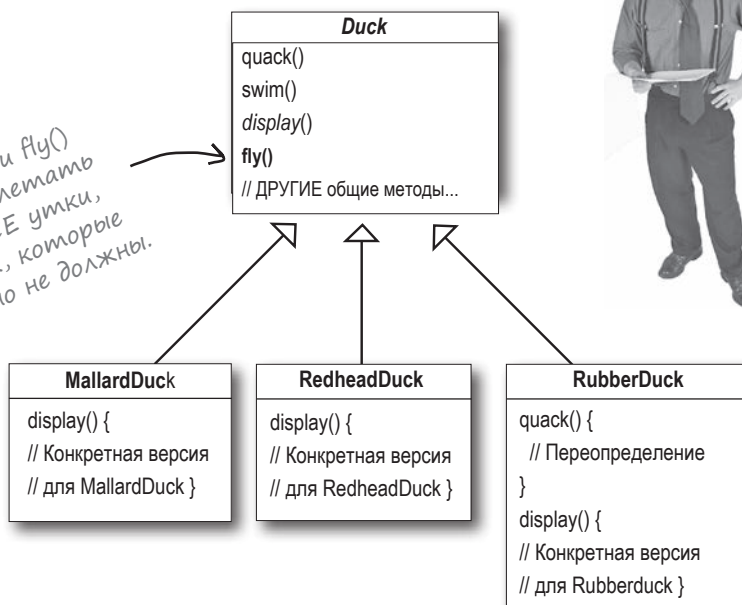 Duck
quack()
swim()
display()
fly()
// ДРУГИЕ общие методы...
и fly()
летать
утки,
, которые
но не должны.
MallardDuck
display() {
// Конкретная версия
// для MallardDuck }
RedheadDuck
display() {
// Конкретная версия
// для RedheadDuck }
RubberDuck
quack() {
// Переопределение
}
display() {
// Конкретная версия
// для Rubberduck }